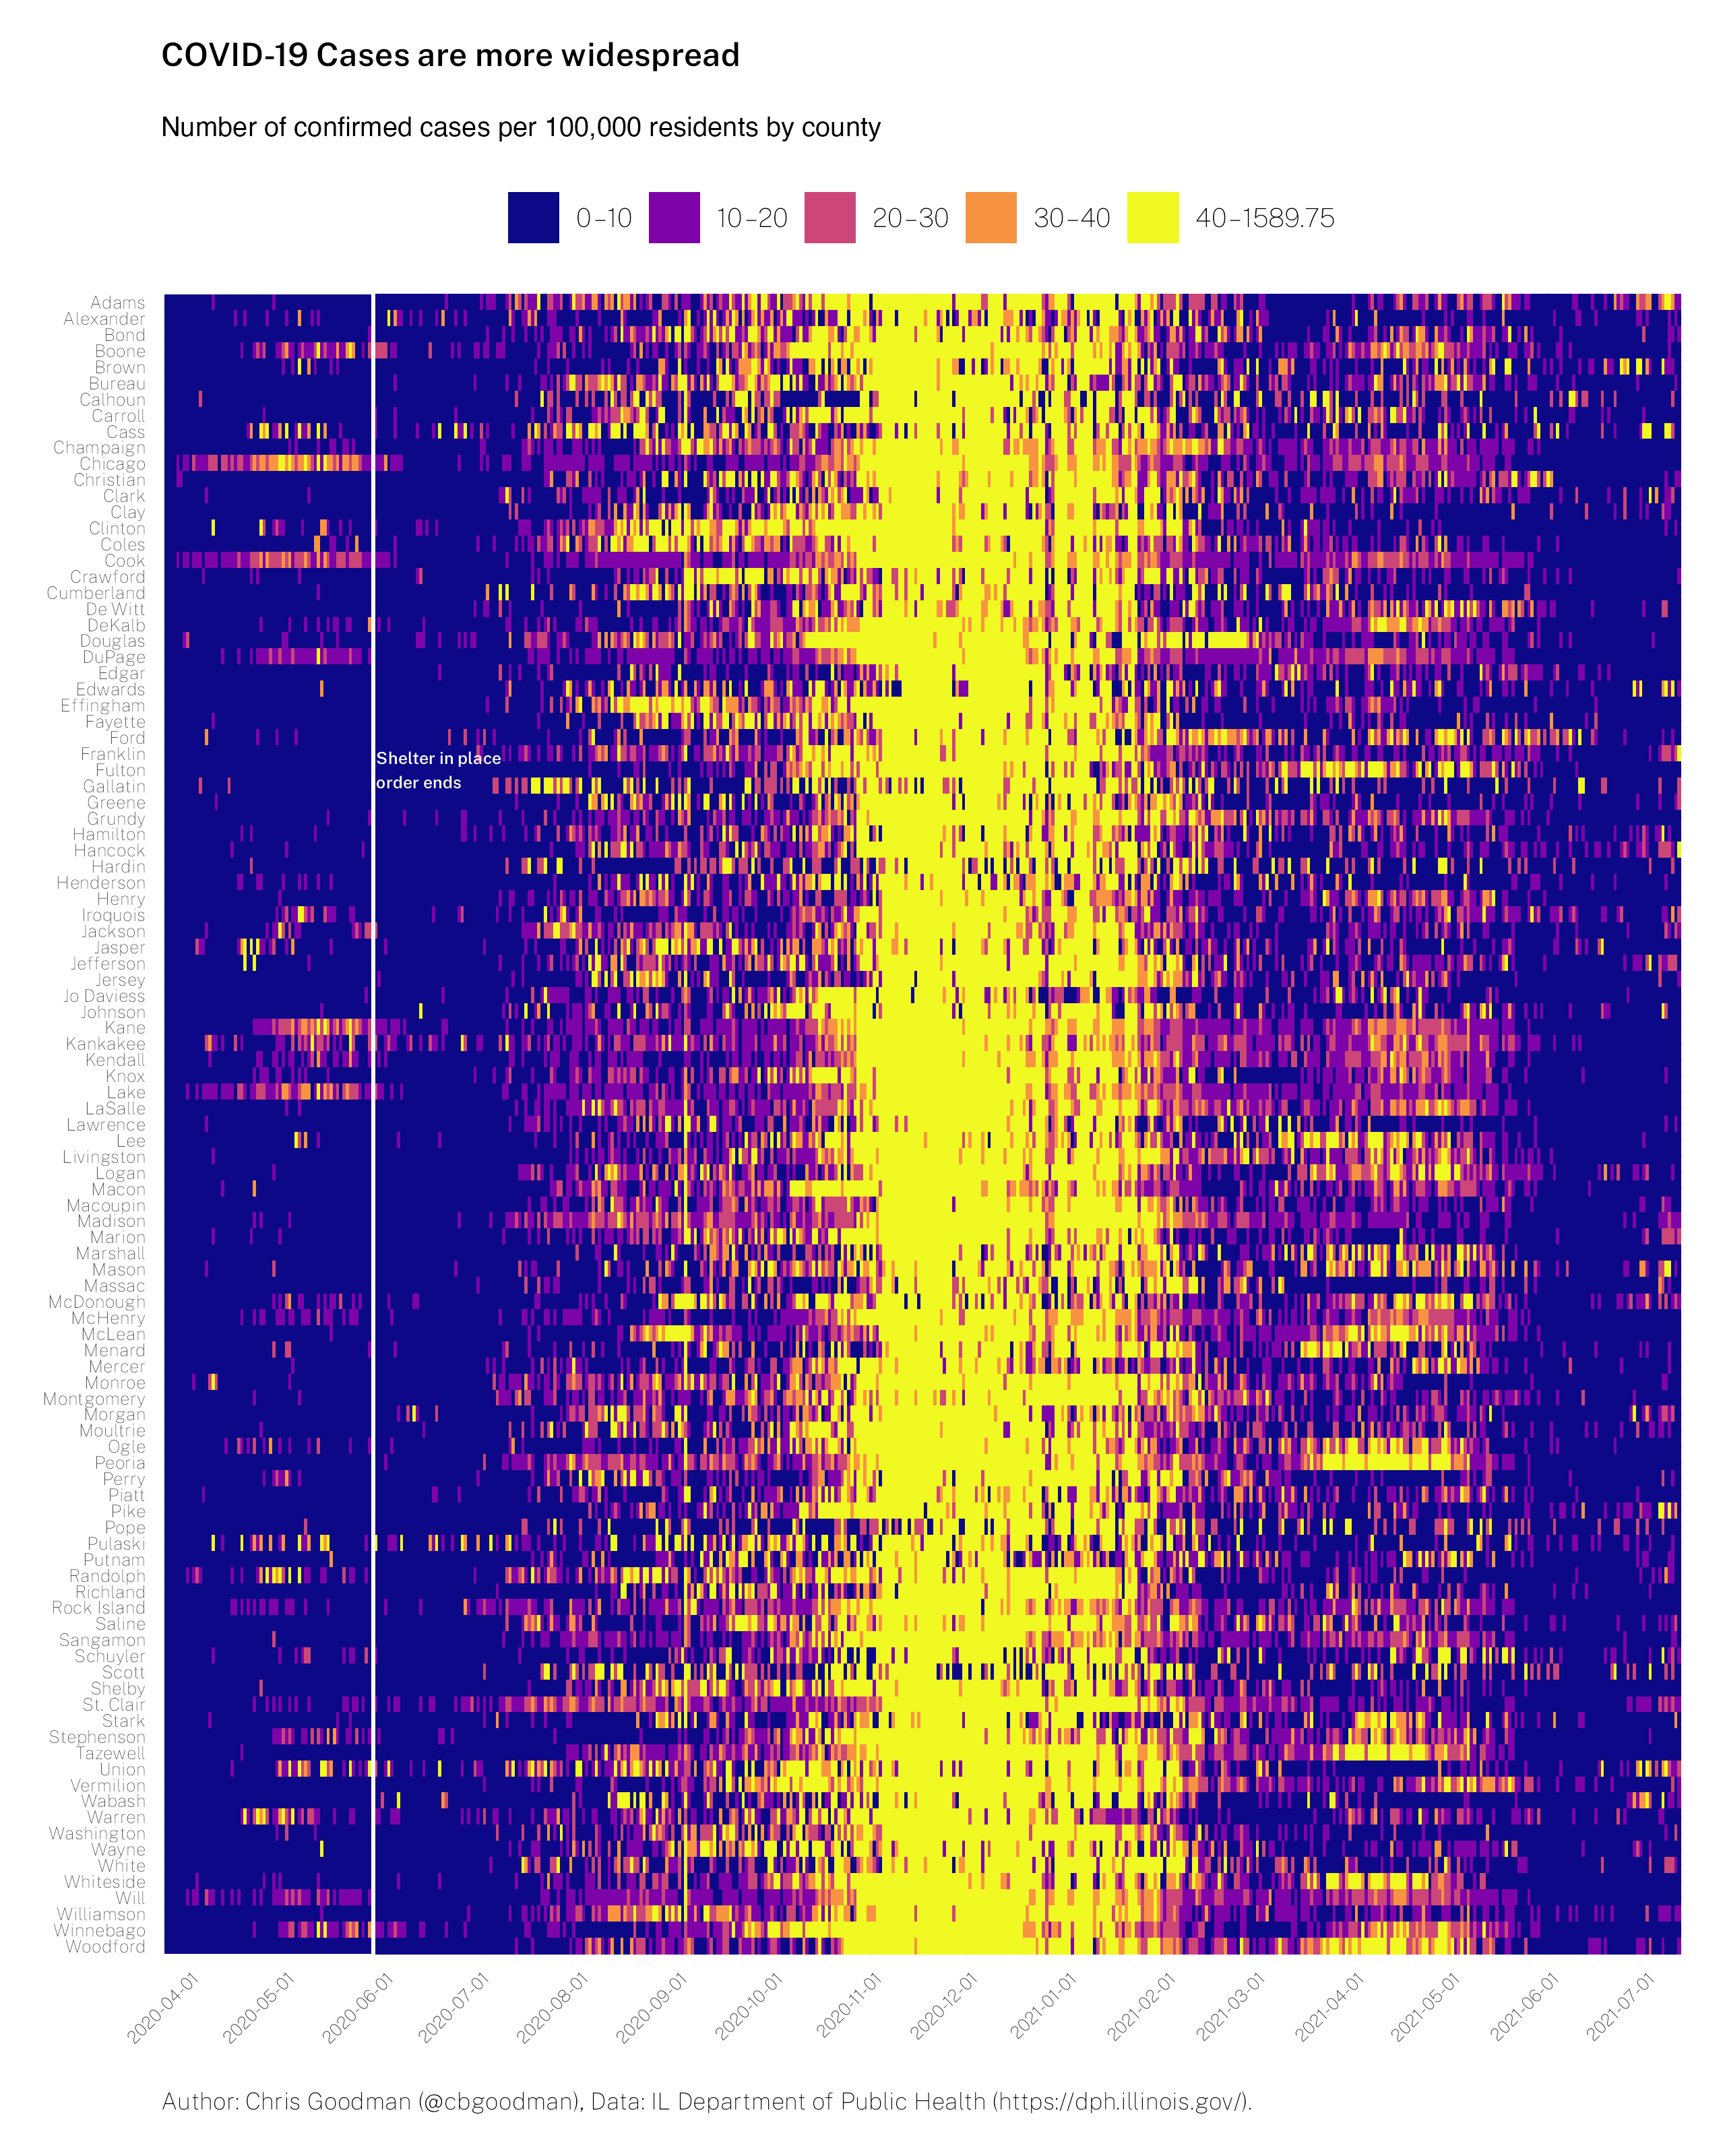 COVID-19 Cases are more widespread
Number of confirmed cases per 100,000 residents by county
0–10 10–20 20–30 30–40 40–1589.75
Adams
Alexander
Bond
Boone
Brown
Bureau
Calhoun
Carroll
Cass
Champaign
Chicago
Christian
Clark
Clay
Clinton
Coles
Cook
Crawford
Cumberland
De Witt
DeKalb
Douglas
DuPage
Edgar
Edwards
Effingham
Fayette
Ford
Franklin
Fulton
Gallatin
Greene
Grundy
Hamilton
Hancock
Hardin
Henderson
Henry
Iroquois
Jackson
Jasper
Jefferson
Jersey
Jo Daviess
Johnson
Kane
Kankakee
Kendall
Knox
Lake
LaSalle
Lawrence
Lee
Livingston
Logan
Macon
Macoupin
Madison
Marion
Marshall
Mason
Massac
McDonough
McHenry
McLean
Menard
Mercer
Monroe
Montgomery
Morgan
Moultrie
Ogle
Peoria
Perry
Piatt
Pike
Pope
Pulaski
Putnam
Randolph
Richland
Rock Island
Saline
Sangamon
Schuyler
Scott
Shelby
St. Clair
Stark
Stephenson
Tazewell
Union
Vermilion
Wabash
Warren
Washington
Wayne
White
Whiteside
Will
Williamson
Winnebago
Woodford
Shelter in place
order ends
2020-04-01 2020-05-01 2020-06-01 2020-07-01 2020-08-01 2020-09-01 2020-10-01 2020-11-01 2020-12-01 2021-01-01 2021-02-01 2021-03-01 2021-04-01 2021-05-01 2021-06-01 2021-07-01
Author: Chris Goodman (@cbgoodman), Data: IL Department of Public Health (https://dph.illinois.gov/).